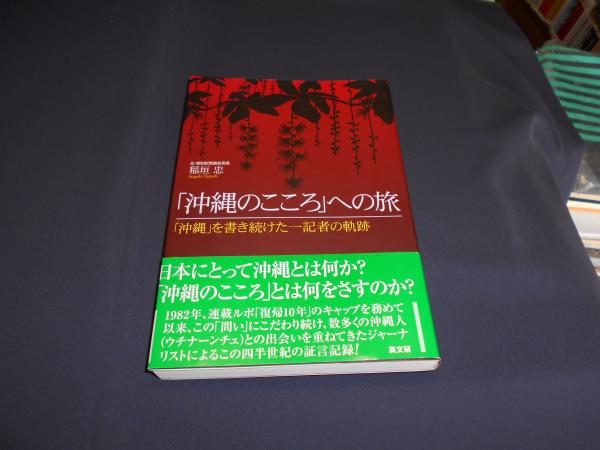 元・朝日新聞論説委員
稲垣 忠
Inagaki Tadashi
「沖縄のこころ」への旅
「沖縄」を書き続けた一記者の軌跡
日本にとって沖縄とは何か?
「沖縄のこころ」とは何をさすのか?
1982年、連載ルポ「復帰10年」のキャップを務めて
以来、この「問い」にこだわり続け、数多くの沖縄人
(ウチナーンチュ)との出会いを重ねてきたジャーナ
リストによるこの四半世紀の証言記録!
高文研